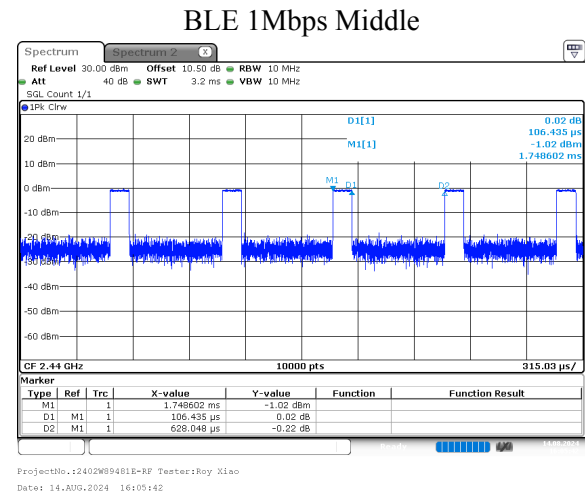 BLE 1Mbps Middle
Spectrum Spectrum 2 X
Ref Level 30.00 dBm Offset 10.50 dB RBW 10 MHz
Att 40 dB SWT 3.2 ms VBW 10 MHz
SGL Count 1/1
1Pk Clrw
D1[1] 0.02 dB
106.435 µs
M1[1] -1.02 dBm
1.748602 ms
20 dBm
10 dBm
M1 D1 D2
0 dBm
-10 dBm
-20 dBm
-30 dBm
-40 dBm
-50 dBm
-60 dBm
CF 2.44 GHz 10000 pts 315.03 µs/
Marker
Type Ref Trc X-value Y-value Function Function Result
M1 1 1.748602 ms -1.02 dBm
D1 M1 1 106.435 µs 0.02 dB
D2 M1 1 628.048 µs -0.22 dB
14.08.2024
ProjectNo.:2402W89481E-RF Tester:Roy Xiao
Date: 14.AUG.2024 16:05:42